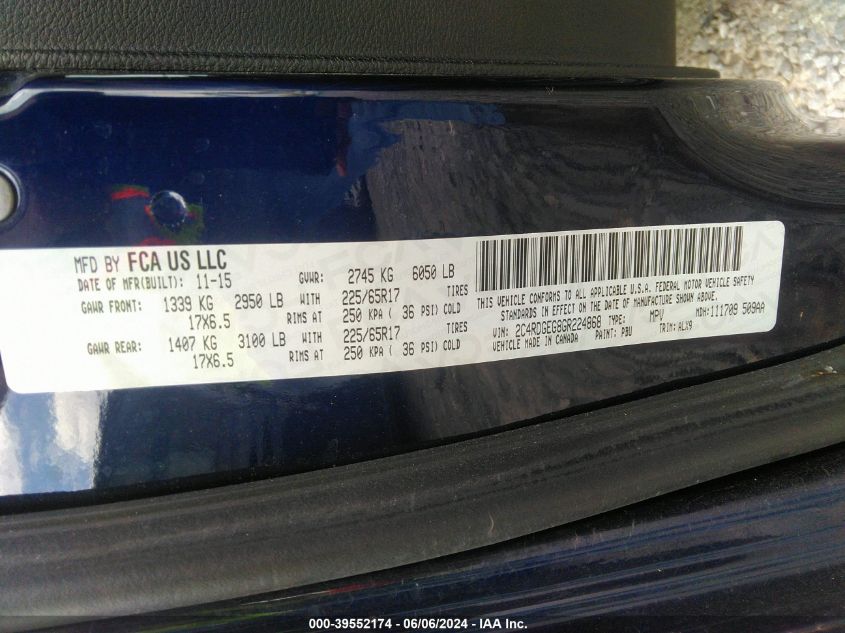 MFD BY FCA US LLC
DATE OF MFR(BUILT): 11-15 GVWR: 2745 KG 6050 LB
GAWR FRONT: 1339 KG 2950 LB WITH 225/65R17 TIRES
17X6.5 RIMS AT 250 KPA ( 36 PSI) COLD
GAWR REAR: 1407 KG 3100 LB WITH 225/65R17 TIRES
17X6.5 RIMS AT 250 KPA ( 36 PSI) COLD
THIS VEHICLE CONFORMS TO ALL APPLICABLE U.S.A. FEDERAL MOTOR VEHICLE SAFETY
STANDARDS IN EFFECT ON THE DATE OF MANUFACTURE SHOWN ABOVE.
VIN: 2C4RDGEG8GR224868 TYPE: MPV MDH: 111709 509AA
VEHICLE MADE IN CANADA PAINT: PBU TRIM: ALX9
000-39552174 - 06/06/2024 - IAA Inc.